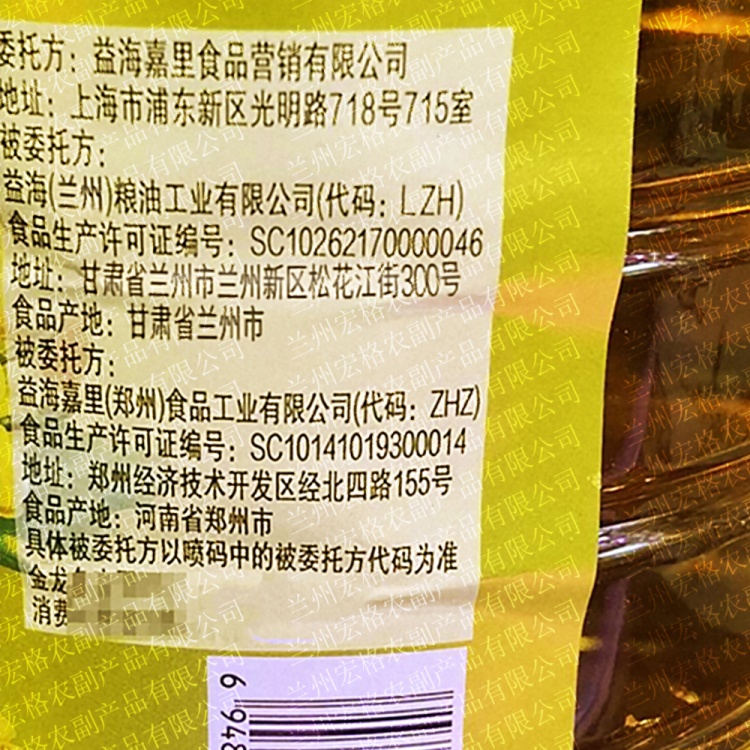 委托方：益海嘉里食品营销有限公司
地址：上海市浦东新区光明路718号715室
被委托方：
益海(兰州)粮油工业有限公司(代码：LZH)
食品生产许可证编号：SC10262170000046
地址：甘肃省兰州市兰州新区松花江街300号
食品产地：甘肃省兰州市
被委托方：
益海嘉里(郑州)食品工业有限公司(代码：ZHZ)
食品生产许可证编号：SC10141019300014
地址：郑州经济技术开发区经北四路155号
食品产地：河南省郑州市
具体被委托方以喷码中的被委托方代码为准
金龙
消费
6 948
兰州宏格农副产品有限公司